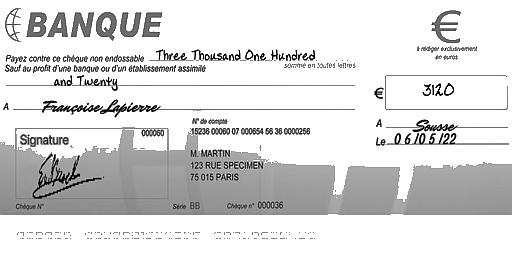 BANQUE
€
à rédiger exclusivement
en euros
Payez contre ce chèque non endossable Three Thousand One Hundred
Sauf au profit d'une banque ou d'un établissement assimilé
somme en toutes lettres
and Twenty
€ 3120
A Françoise Lapierre
A Sousse
Le 06/05/22
N° de compte
000060 15236 00060 07 000654 56 36 0000256
Signature
M. MARTIN
123 RUE SPECIMEN
75 015 PARIS
Chèque N° Série BB Chèque n° 000036